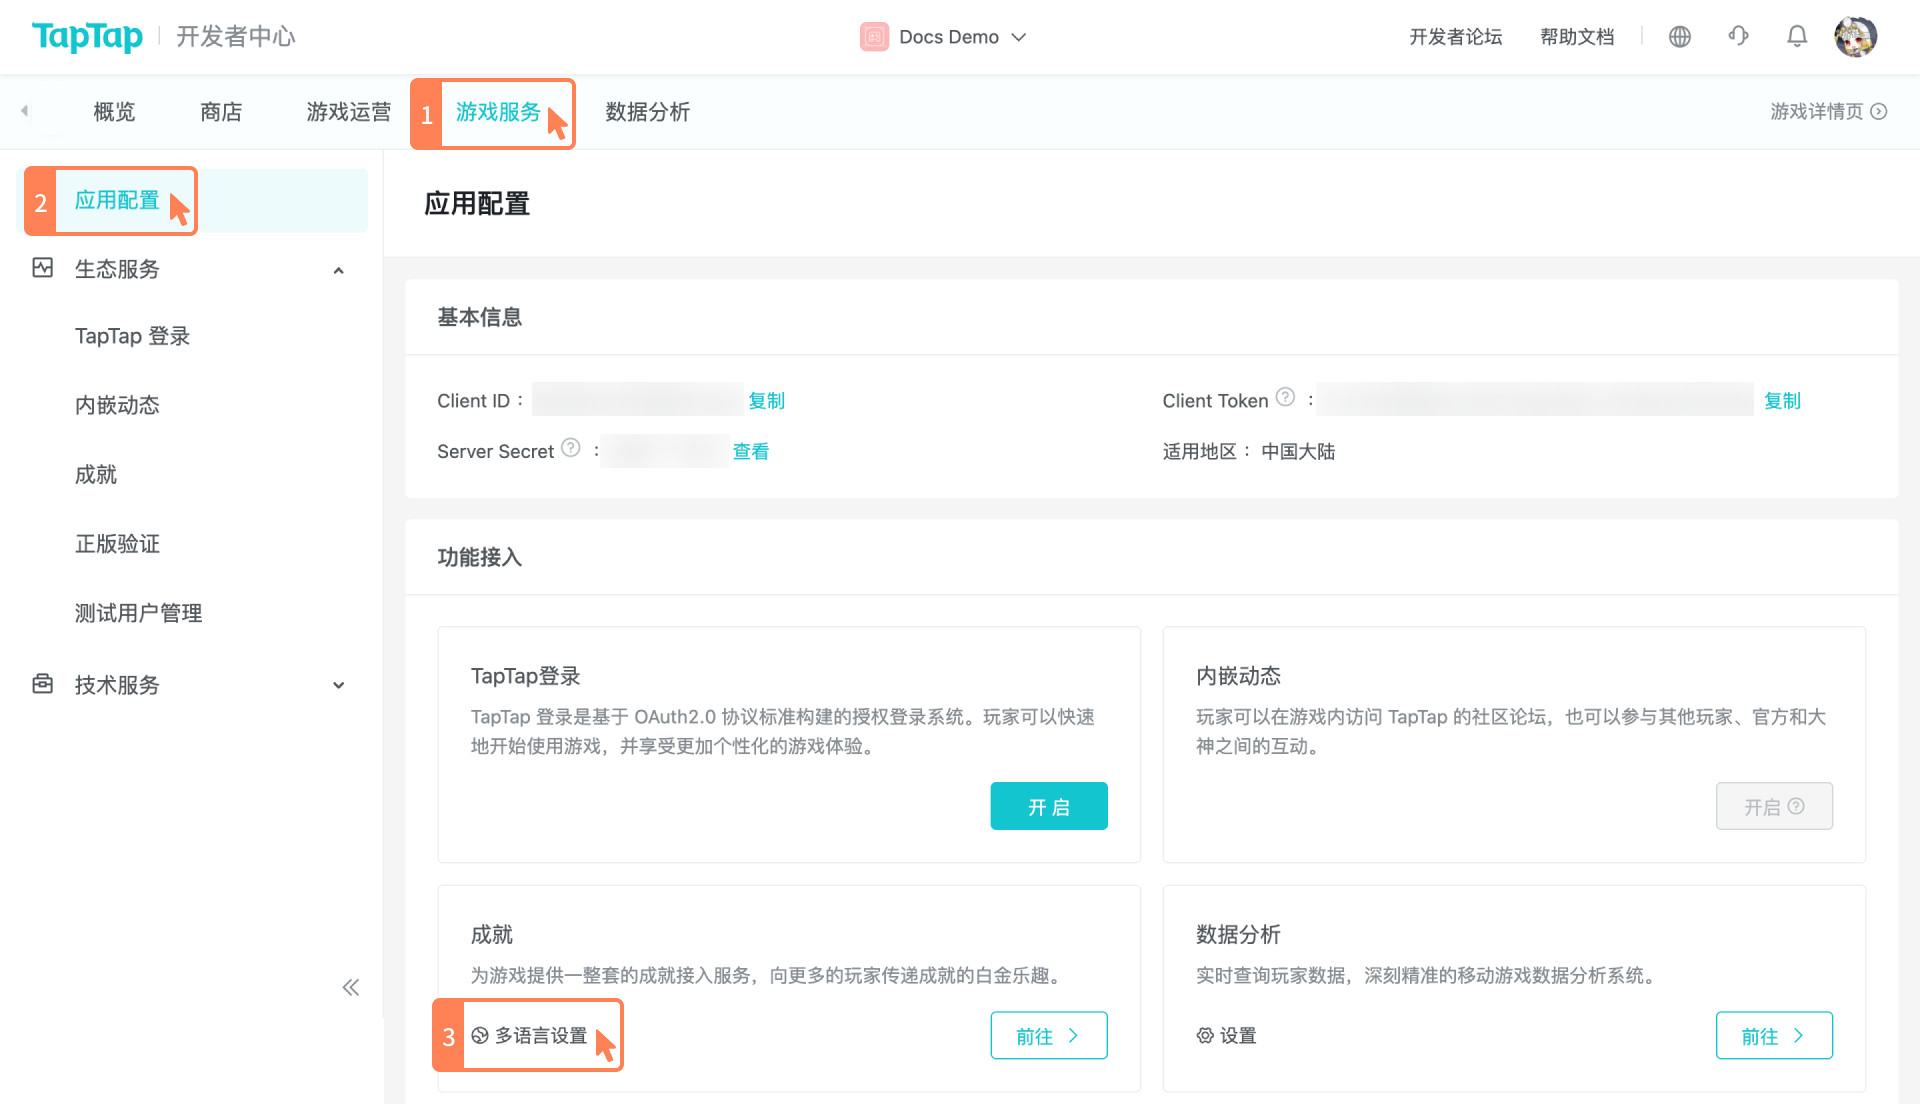 TapTap 开发者中心
Docs Demo
开发者论坛 帮助文档
概览 商店 游戏运营 1 游戏服务 数据分析 游戏详情页
2 应用配置
生态服务
TapTap 登录
内嵌动态
成就
正版验证
测试用户管理
技术服务
应用配置
基本信息
Client ID： 复制
Client Token ? ： 复制
Server Secret ? ： 查看
适用地区： 中国大陆
功能接入
TapTap登录
TapTap 登录是基于 OAuth2.0 协议标准构建的授权登录系统。玩家可以快速
地开始使用游戏，并享受更加个性化的游戏体验。
开 启
内嵌动态
玩家可以在游戏内访问 TapTap 的社区论坛，也可以参与其他玩家、官方和大
神之间的互动。
开启 ?
成就
为游戏提供一整套的成就接入服务，向更多的玩家传递成就的白金乐趣。
3 多语言设置
前往
数据分析
实时查询玩家数据，深刻精准的移动游戏数据分析系统。
设置
前往